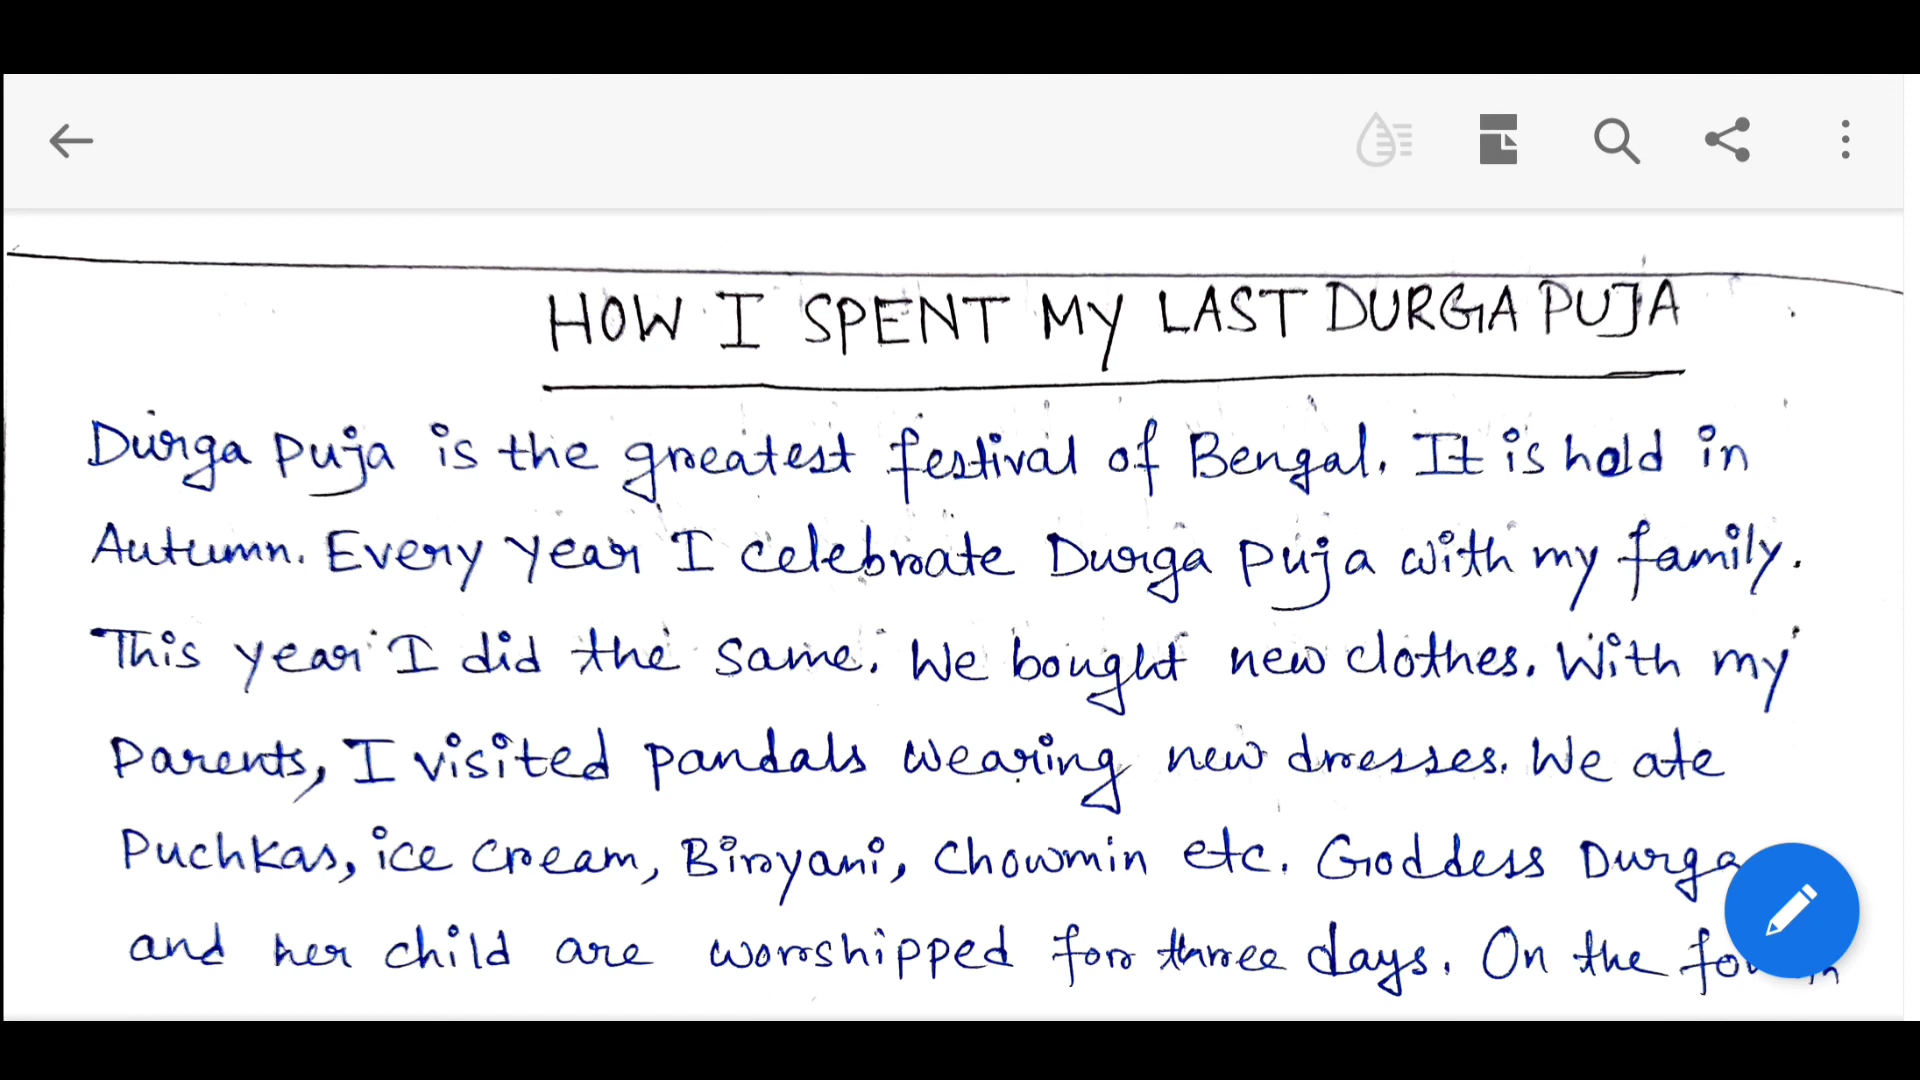 HOW I SPENT MY LAST DURGA PUJA
Durga Puja is the greatest festival of Bengal. It is held in
Autumn. Every year I celebrate Durga Puja with my family.
This year I did the same. We bought new clothes. With my
Parents, I visited pandals wearing new dresses. We ate
Puchkas, ice cream, Biryani, Chowmin etc. Goddess Durga
and her child are worshipped for three days. On the